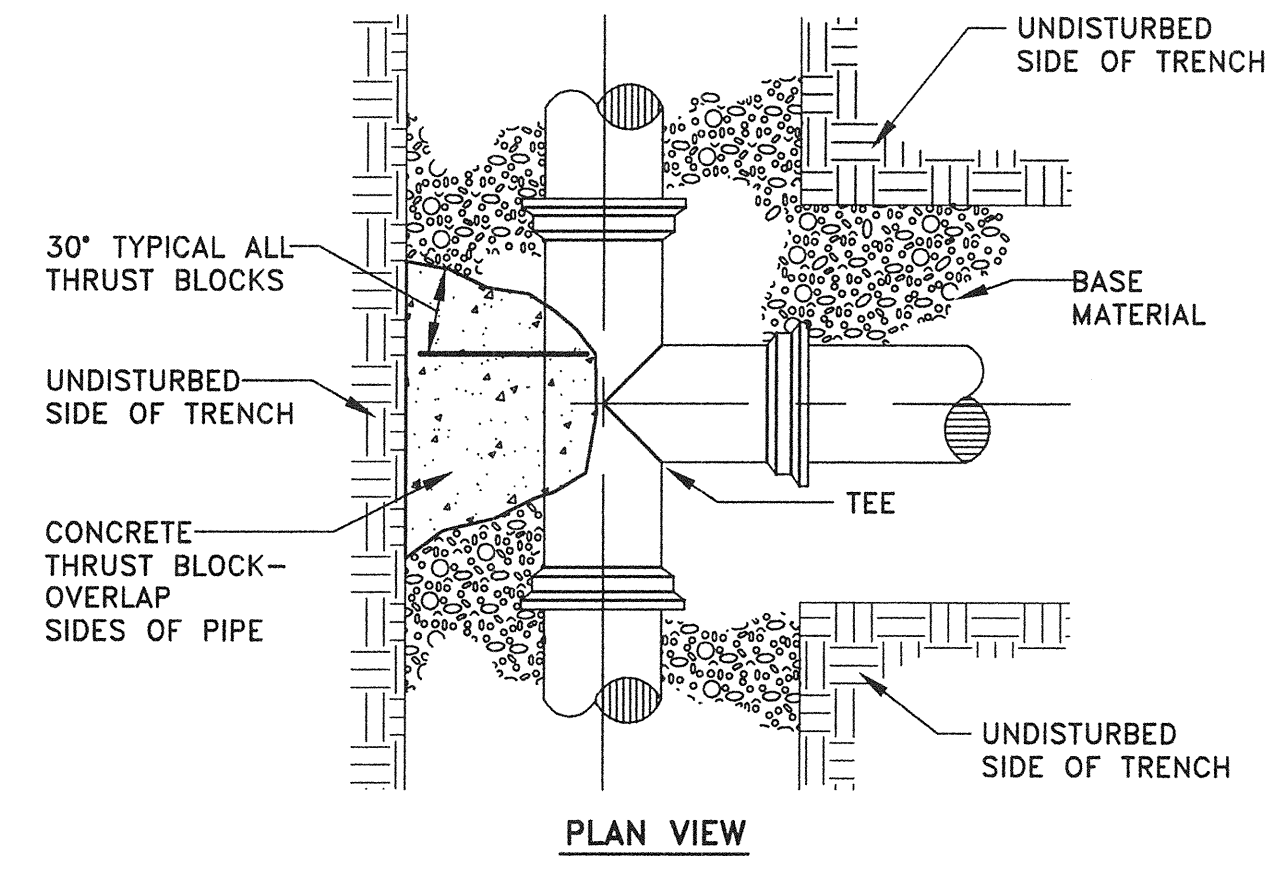 UNDISTURBED
SIDE OF TRENCH
30° TYPICAL ALL
THRUST BLOCKS
BASE
MATERIAL
UNDISTURBED
SIDE OF TRENCH
TEE
CONCRETE
THRUST BLOCK–
OVERLAP
SIDES OF PIPE
UNDISTURBED
SIDE OF TRENCH
PLAN VIEW